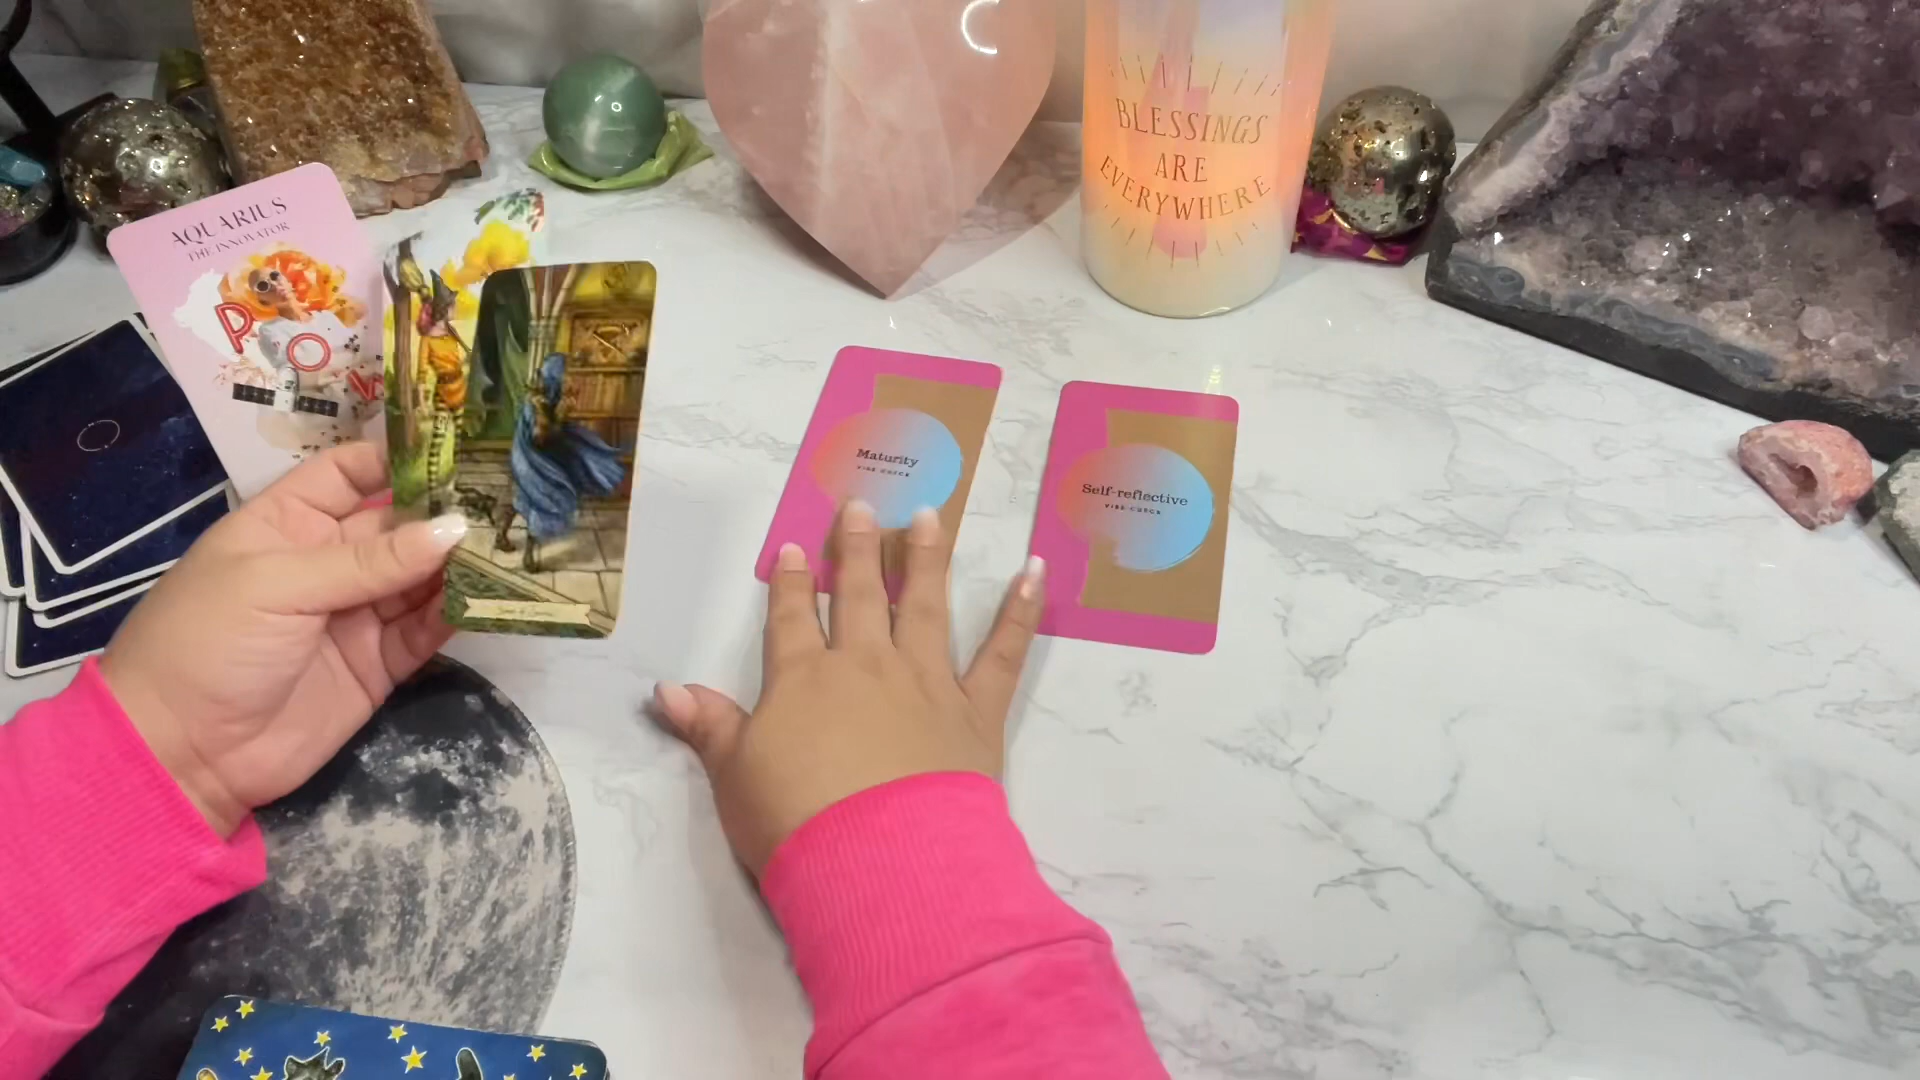 BLESSINGS
ARE
EVERYWHERE
AQUARIUS
THE INNOVATOR
P
O
W
Maturity
VIBE CHECK
Self-reflective
VIBE CHECK